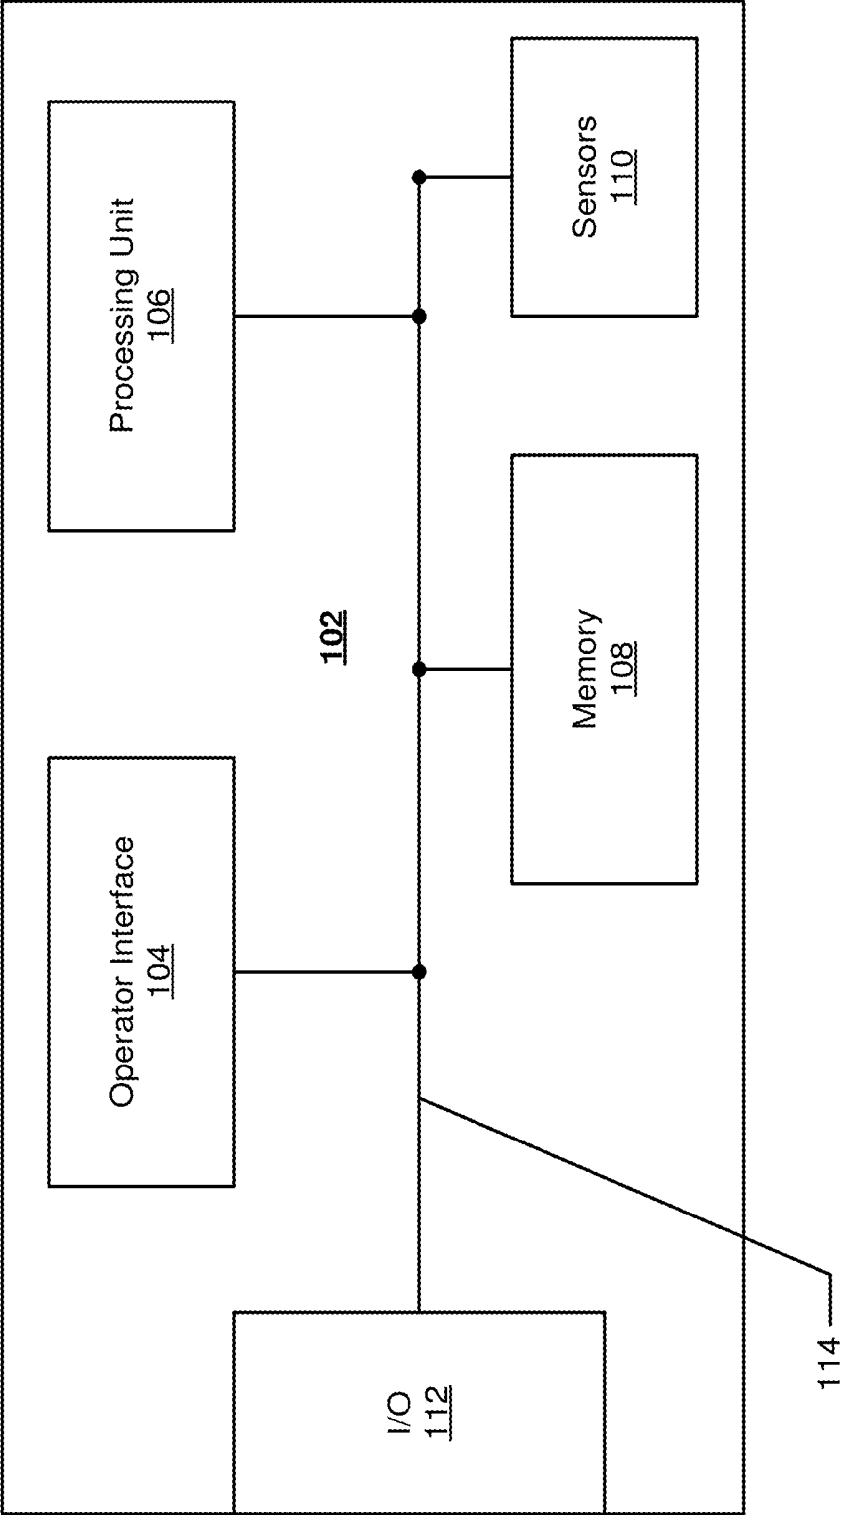 Operator Interface
104
Processing Unit
106
102
I/O
112
Memory
108
Sensors
110
114